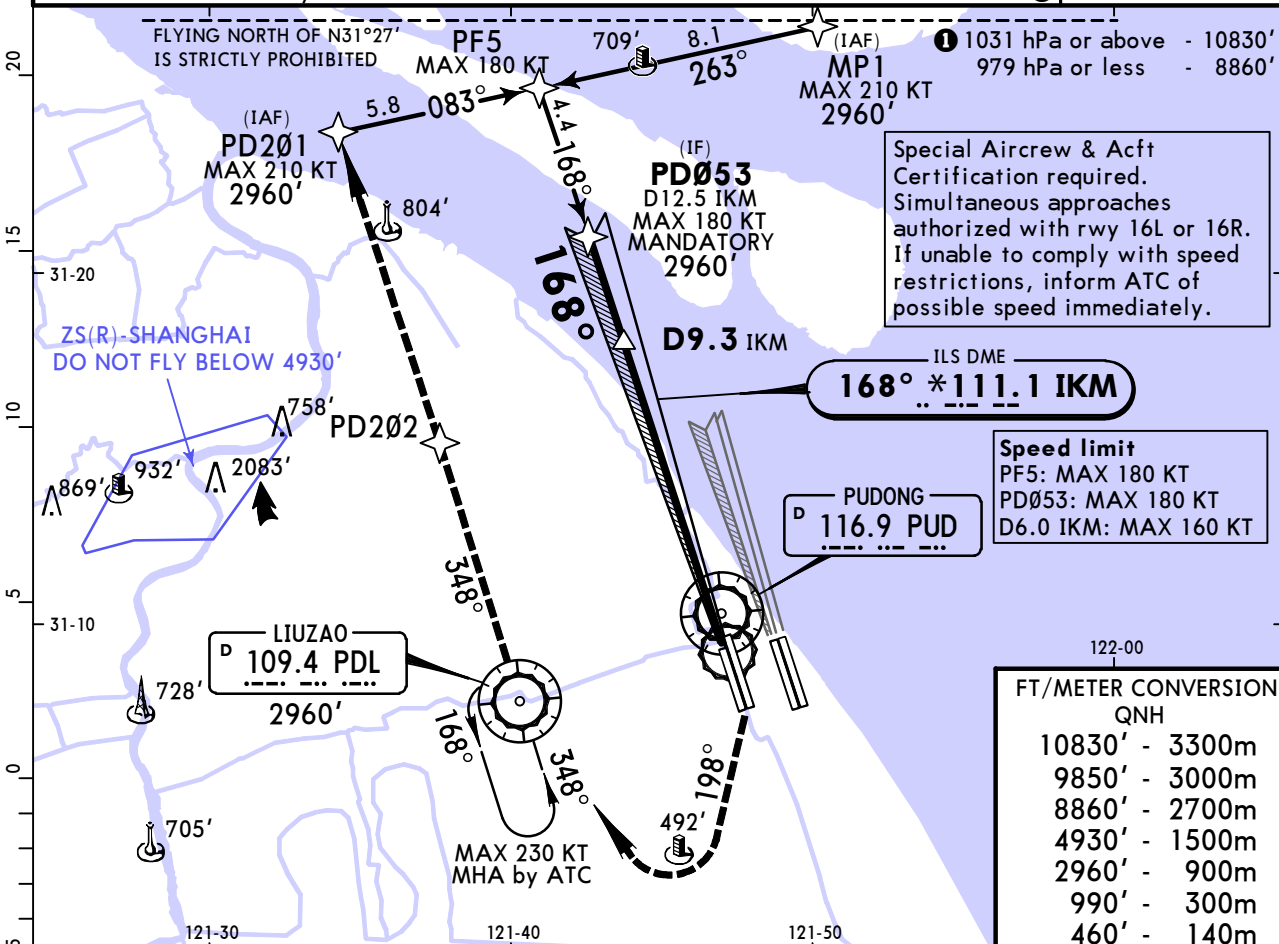 FLYING NORTH OF N31°27'
IS STRICTLY PROHIBITED
PF5
MAX 180 KT
709'
8.1
263°
(IAF)
MP1
MAX 210 KT
2960'
❶ 1031 hPa or above - 10830'
979 hPa or less - 8860'
20
(IAF)
PD2Ø1
MAX 210 KT
2960'
5.8
083°
4.4
168°
(IF)
PDØ53
D12.5 IKM
MAX 180 KT
MANDATORY
2960'
Special Aircrew & Acft
Certification required.
Simultaneous approaches
authorized with rwy 16L or 16R.
If unable to comply with speed
restrictions, inform ATC of
possible speed immediately.
804'
15
31-20
168°
ZS(R)-SHANGHAI
DO NOT FLY BELOW 4930'
D9.3 IKM
ILS DME
168° *111.1 IKM
10
758'
PD2Ø2
932'
2083'
869'
Speed limit
PF5: MAX 180 KT
PDØ53: MAX 180 KT
D6.0 IKM: MAX 160 KT
PUDONG
D 116.9 PUD
348°
5
31-10
LIUZAO
D 109.4 PDL
2960'
122-00
728'
168°
348°
198°
0
705'
492'
MAX 230 KT
MHA by ATC
FT/METER CONVERSION
QNH
10830' - 3300m
9850' - 3000m
8860' - 2700m
4930' - 1500m
2960' - 900m
990' - 300m
460' - 140m
121-30
121-40
121-50